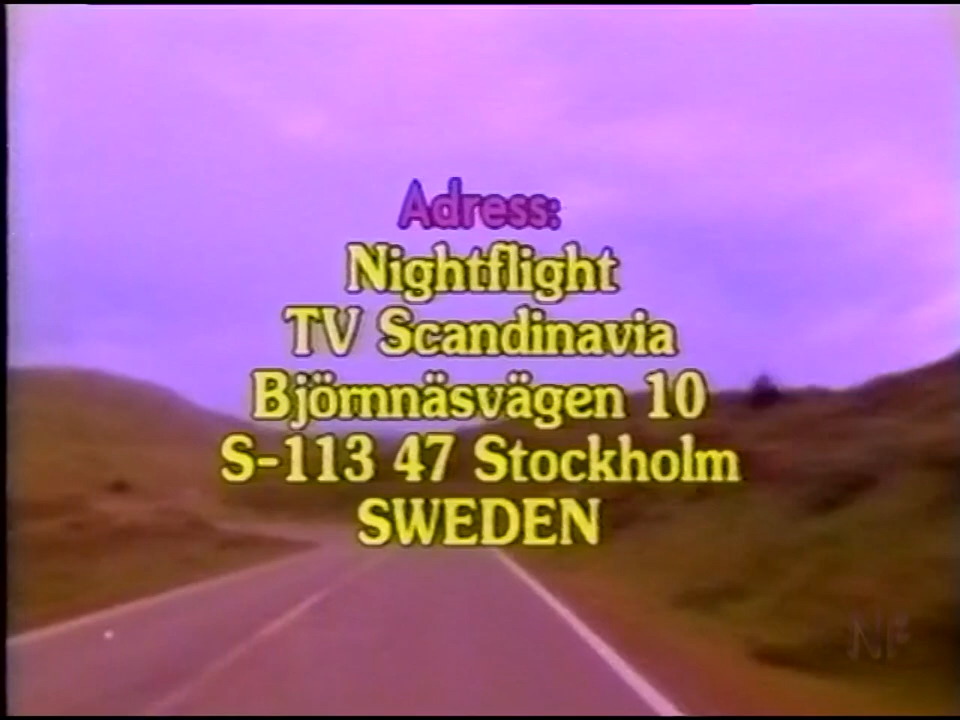 Adress:
Nightflight
TV Scandinavia
Björnnäsvägen 10
S-113 47 Stockholm
SWEDEN
NF